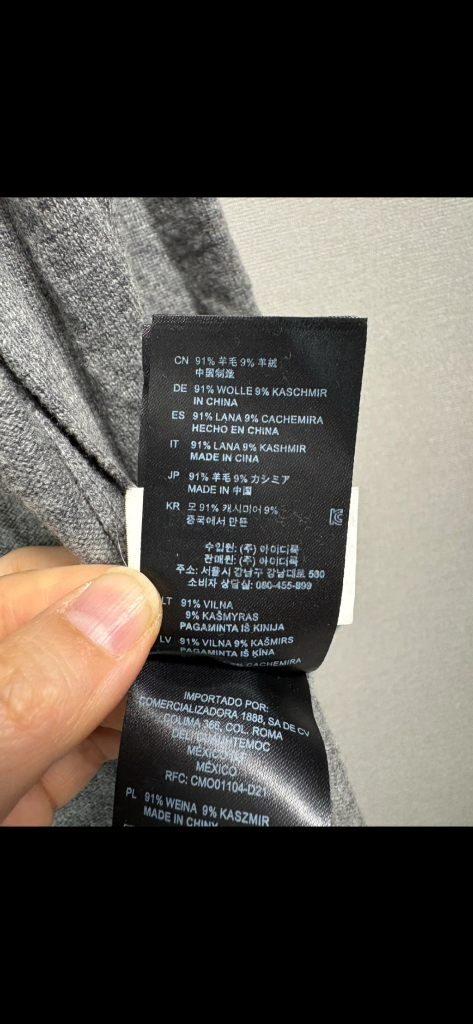 CN 91% 羊毛 9% 羊绒
中国制造
DE 91% WOLLE 9% KASCHMIR
IN CHINA
ES 91% LANA 9% CACHEMIRA
HECHO EN CHINA
IT 91% LANA 9% KASHMIR
MADE IN CINA
JP 91% 羊毛 9% カシミア
MADE IN 中国
KR 모 91% 캐시미어 9%
중국에서 만든
수입원: (주) 아이디룩
판매원: (주) 아이디룩
주소: 서울시 강남구 강남대로 530
소비자 상담실: 080-455-899
LT 91% VILNA
9% KAŠMYRAS
PAGAMINTA IŠ KINIJA
LV 91% VILNA 9% KAŠMIRS
PAGAMINTA IŠ ĶĪNA
CACHEMIRA
IMPORTADO POR:
COMERCIALIZADORA 1888, SA DE CV
COLIMA 366, COL. ROMA
MÉXICO
RFC: CMO01104-D21
PL 91% WEINA 9% KASZMIR
MADE IN CHINY